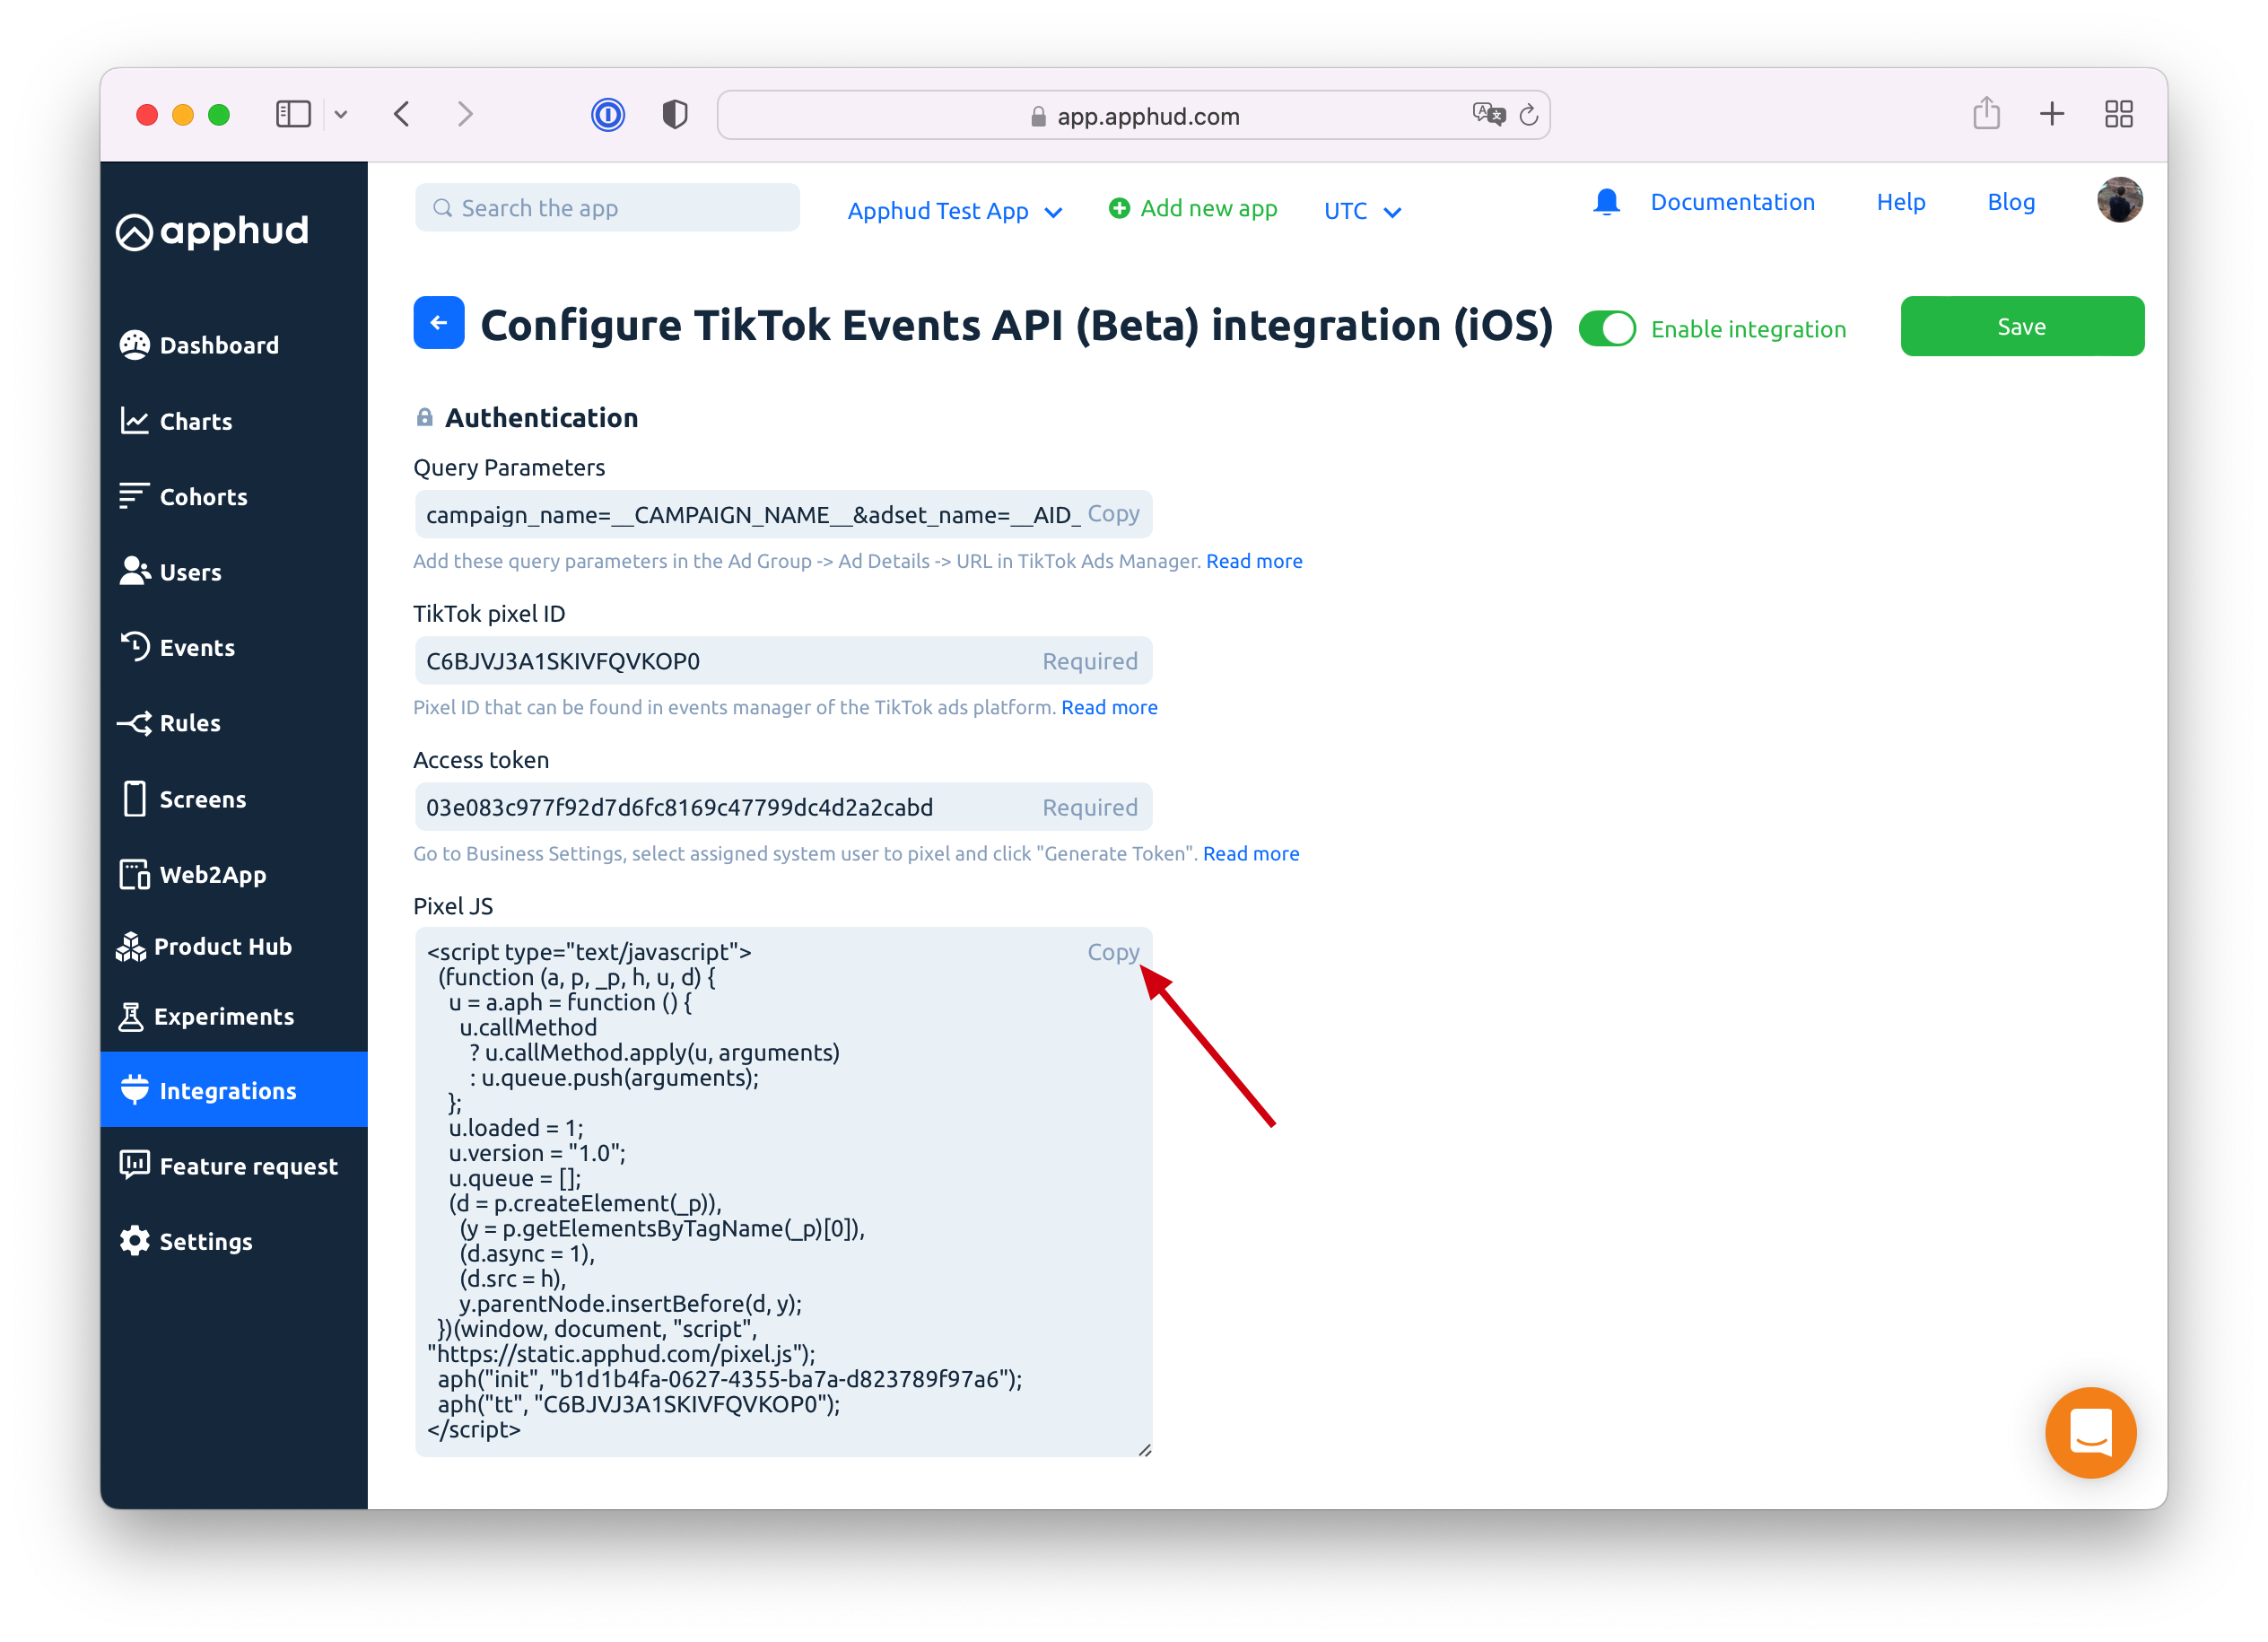 app.apphud.com
apphud
Search the app
Apphud Test App
Add new app
UTC
Documentation
Help
Blog
Dashboard
Charts
Cohorts
Users
Events
Rules
Screens
Web2App
Product Hub
Experiments
Integrations
Feature request
Settings
Configure TikTok Events API (Beta) integration (iOS)
Enable integration
Save
Authentication
Query Parameters
campaign_name=__CAMPAIGN_NAME__&adset_name=__AID_ Copy
Add these query parameters in the Ad Group -> Ad Details -> URL in TikTok Ads Manager. Read more
TikTok pixel ID
C6BJVJ3A1SKIVFQVKOP0 Required
Pixel ID that can be found in events manager of the TikTok ads platform. Read more
Access token
03e083c977f92d7d6fc8169c47799dc4d2a2cabd Required
Go to Business Settings, select assigned system user to pixel and click "Generate Token". Read more
Pixel JS
<script type="text/javascript"> Copy
(function (a, p, _p, h, u, d) {
u = a.aph = function () {
u.callMethod
? u.callMethod.apply(u, arguments)
: u.queue.push(arguments);
};
u.loaded = 1;
u.version = "1.0";
u.queue = [];
(d = p.createElement(_p)),
(y = p.getElementsByTagName(_p)[0]),
(d.async = 1),
(d.src = h),
y.parentNode.insertBefore(d, y);
})(window, document, "script",
"https://static.apphud.com/pixel.js");
aph("init", "b1d1b4fa-0627-4355-ba7a-d823789f97a6");
aph("tt", "C6BJVJ3A1SKIVFQVKOP0");
</script>